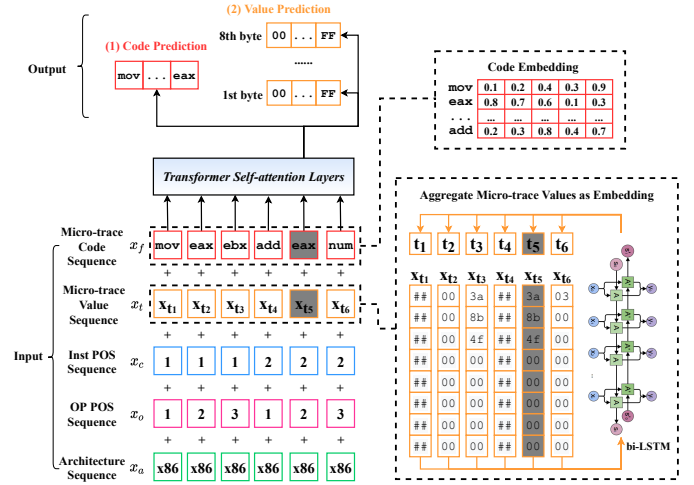 (2) Value Prediction
8th byte 00 ... FF
......
(1) Code Prediction
mov ... eax
1st byte 00 ... FF
Output
Code Embedding
mov 0.1 0.2 0.4 0.3 0.9
eax 0.8 0.7 0.6 0.1 0.3
... ... ... ... ... ...
add 0.2 0.3 0.8 0.4 0.7
Transformer Self-attention Layers
Input
Micro-trace
Code
Sequence
x_f mov eax ebx add eax num
+ + + + + +
Micro-trace
Value
Sequence
x_t x_t1 x_t2 x_t3 x_t4 x_t5 x_t6
+ + + + + +
Inst POS
Sequence
x_c 1 1 1 2 2 2
+ + + + + +
OP POS
Sequence
x_o 1 2 3 1 2 3
+ + + + + +
Architecture
Sequence
x_a x86 x86 x86 x86 x86 x86
Aggregate Micro-trace Values as Embedding
t1 t2 t3 t4 t5 t6
x_t1 x_t2 x_t3 x_t4 x_t5 x_t6
## 00 3a ## 3a 03
## 00 8b ## 8b 00
## 00 4f ## 4f 00
## 00 00 ## 00 00
## 00 00 ## 00 00
## 00 00 ## 00 00
## 00 00 ## 00 00
## 00 00 ## 00 00
bi-LSTM